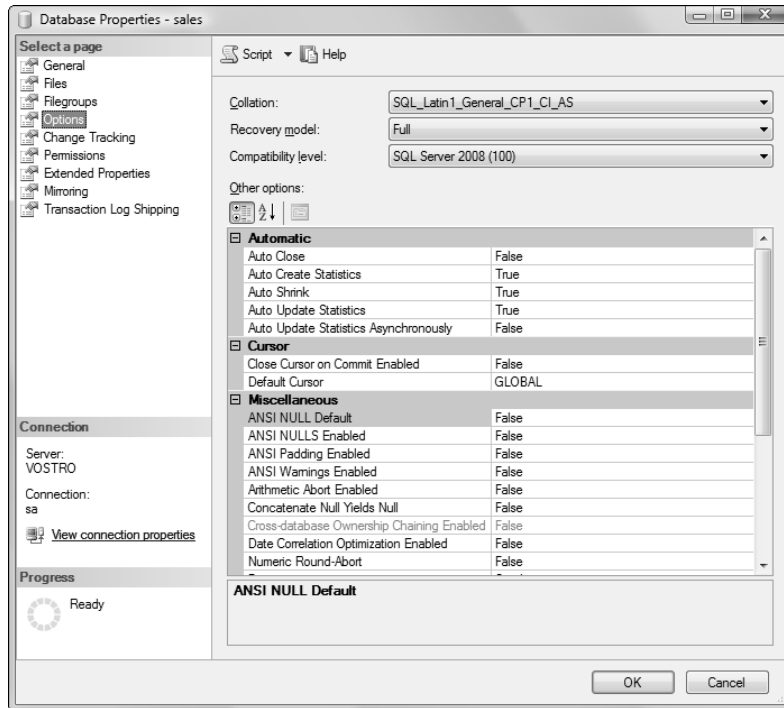 Database Properties - sales
Select a page
General
Files
Filegroups
Options
Change Tracking
Permissions
Extended Properties
Mirroring
Transaction Log Shipping
Connection
Server:
VOSTRO
Connection:
sa
View connection properties
Progress
Ready
Script Help
Collation: SQL_Latin1_General_CP1_CI_AS
Recovery model: Full
Compatibility level: SQL Server 2008 (100)
Other options:
Automatic
Auto Close False
Auto Create Statistics True
Auto Shrink True
Auto Update Statistics True
Auto Update Statistics Asynchronously False
Cursor
Close Cursor on Commit Enabled False
Default Cursor GLOBAL
Miscellaneous
ANSI NULL Default False
ANSI NULLS Enabled False
ANSI Padding Enabled False
ANSI Warnings Enabled False
Arithmetic Abort Enabled False
Concatenate Null Yields Null False
Cross-database Ownership Chaining Enabled False
Date Correlation Optimization Enabled False
Numeric Round-Abort False
ANSI NULL Default
OK Cancel